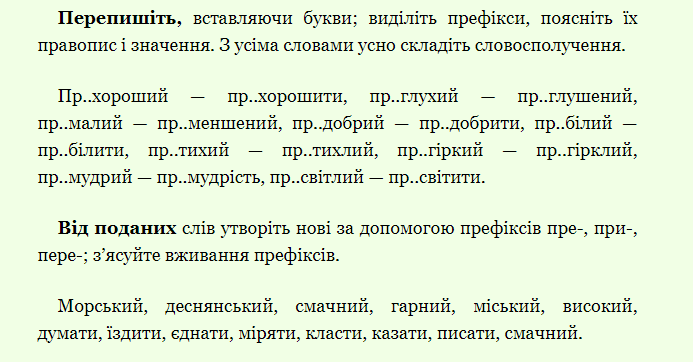 Перепишіть, вставляючи букви; виділіть префікси, поясніть їх
правопис і значення. З усіма словами усно складіть словосполучення.
Пр..хороший — пр..хорошити, пр..глухий — пр..глушений,
пр..малий — пр..меншений, пр..добрий — пр..добрити, пр..білий —
пр..білити, пр..тихий — пр..тихлий, пр..гіркий — пр..гірклий,
пр..мудрий — пр..мудрість, пр..світлий — пр..світити.
Від поданих слів утворіть нові за допомогою префіксів пре-, при-,
пере-; з’ясуйте вживання префіксів.
Морський, деснянський, смачний, гарний, міський, високий,
думати, їздити, єднати, міряти, класти, казати, писати, смачний.